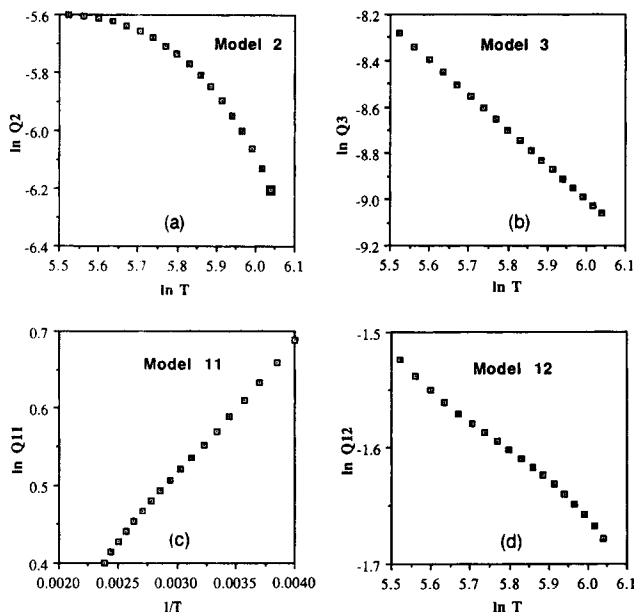 -5.6
-5.8
-6.0
-6.2
-6.4
ln Q2
Model 2
(a)
5.5 5.6 5.7 5.8 5.9 6.0 6.1
ln T
-8.2
-8.4
-8.6
-8.8
-9.0
-9.2
ln Q3
Model 3
(b)
5.5 5.6 5.7 5.8 5.9 6.0 6.1
ln T
0.7
0.6
0.5
0.4
ln Q11
Model 11
(c)
0.0020 0.0025 0.0030 0.0035 0.0040
1/T
-1.5
-1.6
-1.7
ln Q12
Model 12
(d)
5.5 5.6 5.7 5.8 5.9 6.0 6.1
ln T